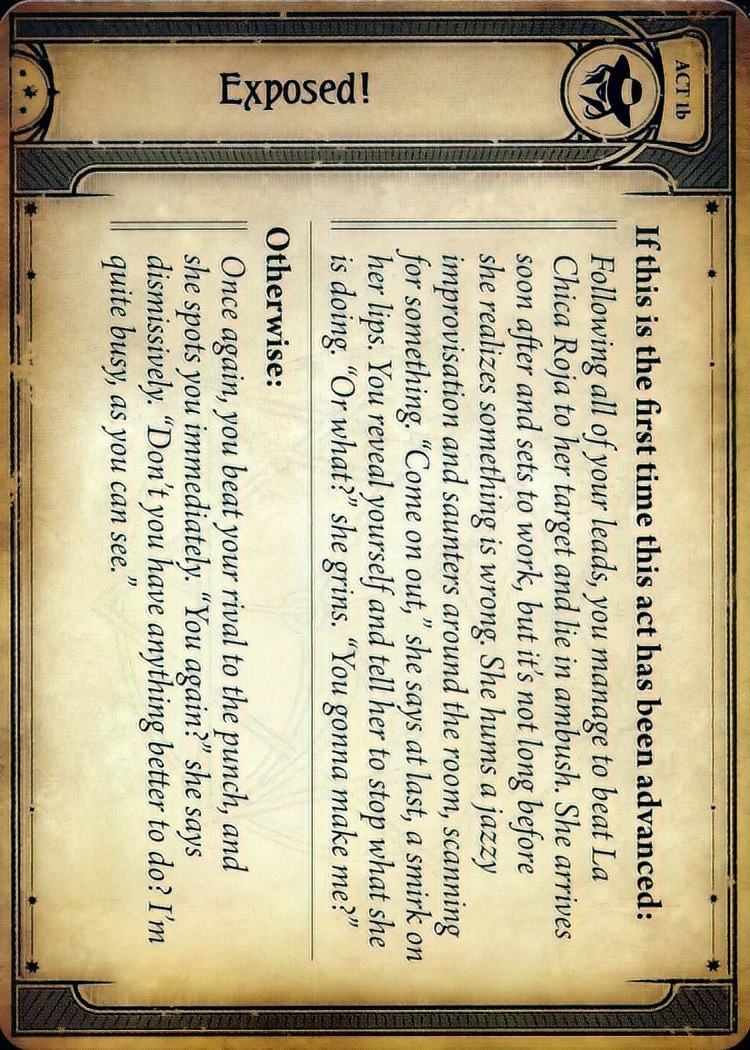 ACT 1b
Exposed!
If this is the first time this act has been advanced:
Following all of your leads, you manage to beat La
Chica Roja to her target and lie in ambush. She arrives
soon after and sets to work, but it’s not long before
she realizes something is wrong. She hums a jazzy
improvisation and saunters around the room, scanning
for something. “Come on out,” she says at last, a smirk on
her lips. You reveal yourself and tell her to stop what she
is doing. “Or what?” she grins. “You gonna make me?”
Otherwise:
Once again, you beat your rival to the punch, and
she spots you immediately. “You again?” she says
dismissively. “Don’t you have anything better to do? I’m
quite busy, as you can see.”